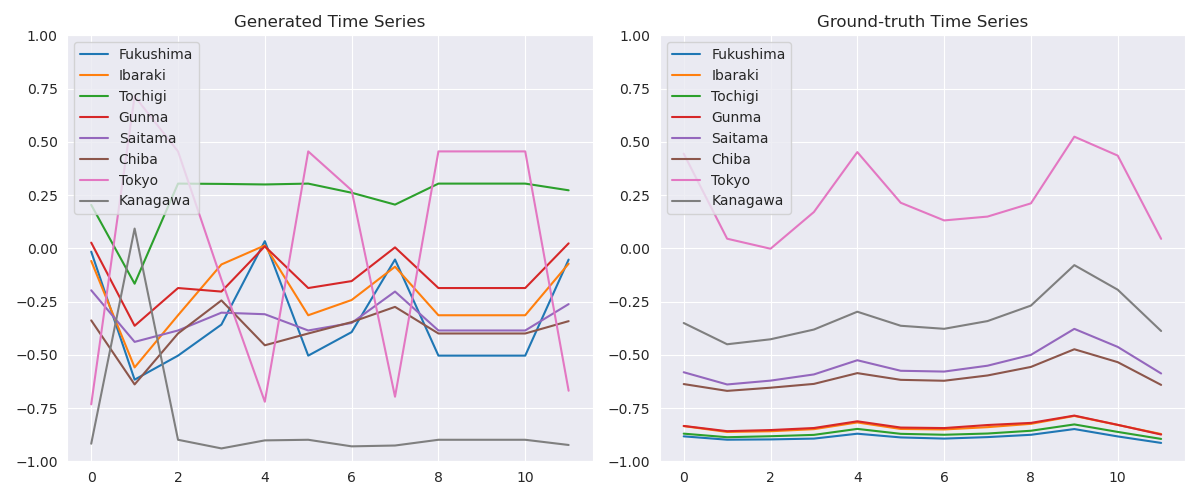 Generated Time Series
1.00
0.75
0.50
0.25
0.00
−0.25
−0.50
−0.75
−1.00
Fukushima
Ibaraki
Tochigi
Gunma
Saitama
Chiba
Tokyo
Kanagawa
0 2 4 6 8 10
Ground-truth Time Series
1.00
0.75
0.50
0.25
0.00
−0.25
−0.50
−0.75
−1.00
Fukushima
Ibaraki
Tochigi
Gunma
Saitama
Chiba
Tokyo
Kanagawa
0 2 4 6 8 10